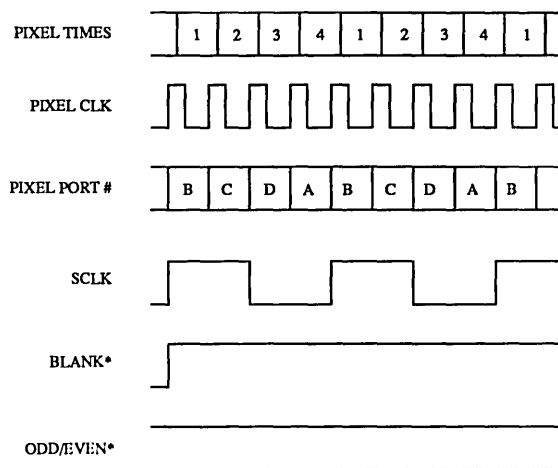 PIXEL TIMES 1 2 3 4 1 2 3 4 1
PIXEL CLK
PIXEL PORT # B C D A B C D A B
SCLK
BLANK*
ODD/EVEN*